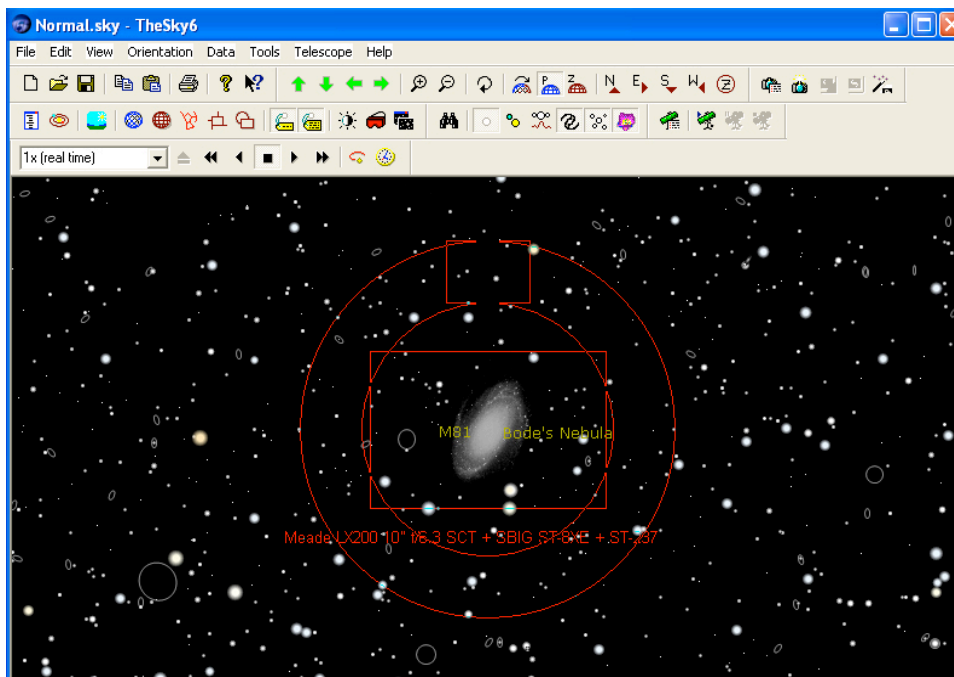 Normal.sky - TheSky6
File Edit View Orientation Data Tools Telescope Help
P Z N E S W Z
1x (real time)
M81 Bode's Nebula
Meade LX200 10" f/6.3 SCT + SBIG ST-8XE + ST-237